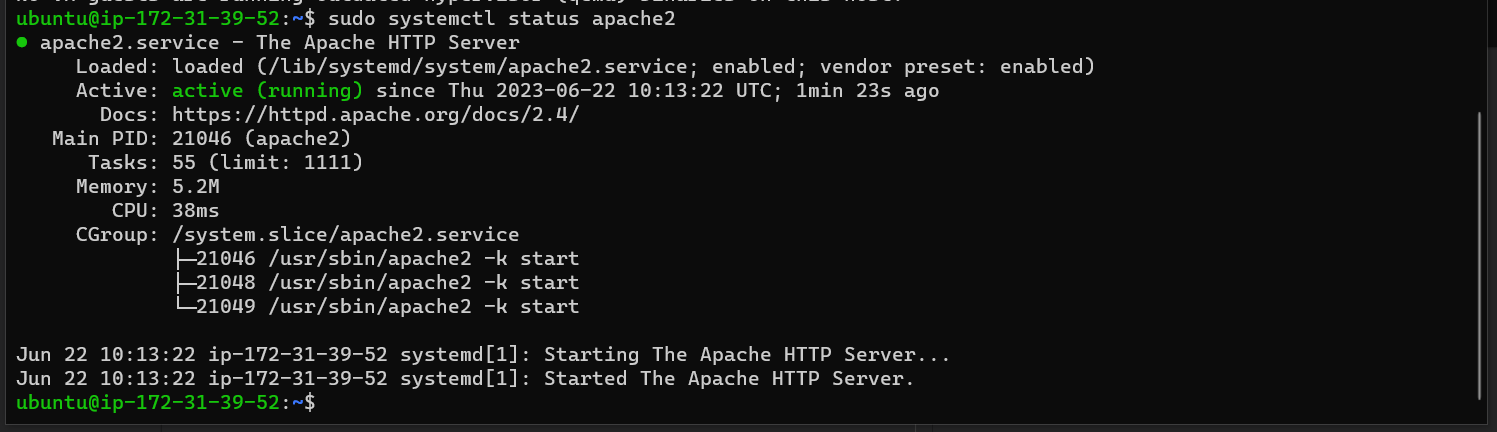 ubuntu@ip-172-31-39-52:~$ sudo systemctl status apache2
● apache2.service - The Apache HTTP Server
Loaded: loaded (/lib/systemd/system/apache2.service; enabled; vendor preset: enabled)
Active: active (running) since Thu 2023-06-22 10:13:22 UTC; 1min 23s ago
Docs: https://httpd.apache.org/docs/2.4/
Main PID: 21046 (apache2)
Tasks: 55 (limit: 1111)
Memory: 5.2M
CPU: 38ms
CGroup: /system.slice/apache2.service
├─21046 /usr/sbin/apache2 -k start
├─21048 /usr/sbin/apache2 -k start
└─21049 /usr/sbin/apache2 -k start
Jun 22 10:13:22 ip-172-31-39-52 systemd[1]: Starting The Apache HTTP Server...
Jun 22 10:13:22 ip-172-31-39-52 systemd[1]: Started The Apache HTTP Server.
ubuntu@ip-172-31-39-52:~$